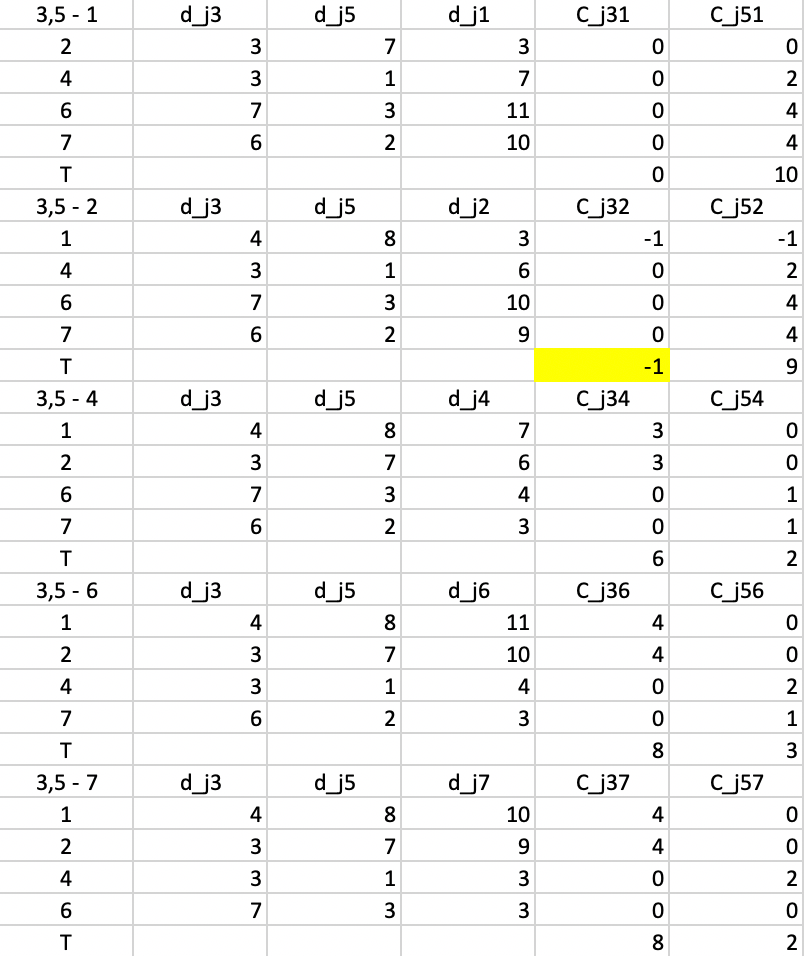 3,5 - 1 d_j3 d_j5 d_j1 C_j31 C_j51
2 3 7 3 0 0
4 3 1 7 0 2
6 7 3 11 0 4
7 6 2 10 0 4
T 0 10
3,5 - 2 d_j3 d_j5 d_j2 C_j32 C_j52
1 4 8 3 -1 -1
4 3 1 6 0 2
6 7 3 10 0 4
7 6 2 9 0 4
T -1 9
3,5 - 4 d_j3 d_j5 d_j4 C_j34 C_j54
1 4 8 7 3 0
2 3 7 6 3 0
6 7 3 4 0 1
7 6 2 3 0 1
T 6 2
3,5 - 6 d_j3 d_j5 d_j6 C_j36 C_j56
1 4 8 11 4 0
2 3 7 10 4 0
4 3 1 4 0 2
7 6 2 3 0 1
T 8 3
3,5 - 7 d_j3 d_j5 d_j7 C_j37 C_j57
1 4 8 10 4 0
2 3 7 9 4 0
4 3 1 3 0 2
6 7 3 3 0 0
T 8 2